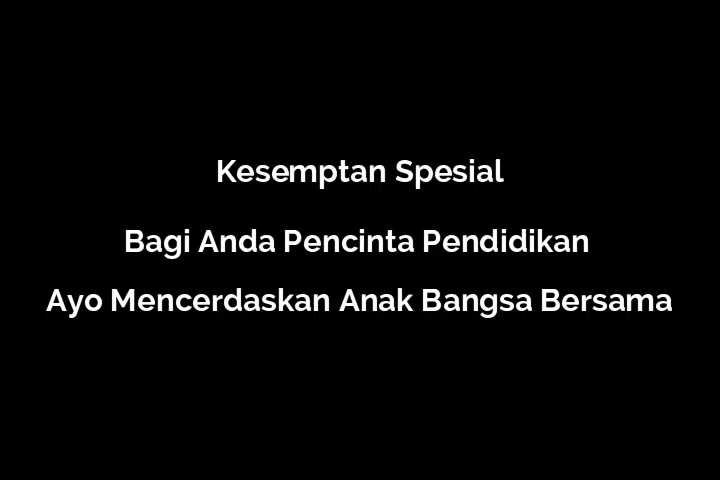 Kesemptan Spesial
Bagi Anda Pencinta Pendidikan
Ayo Mencerdaskan Anak Bangsa Bersama